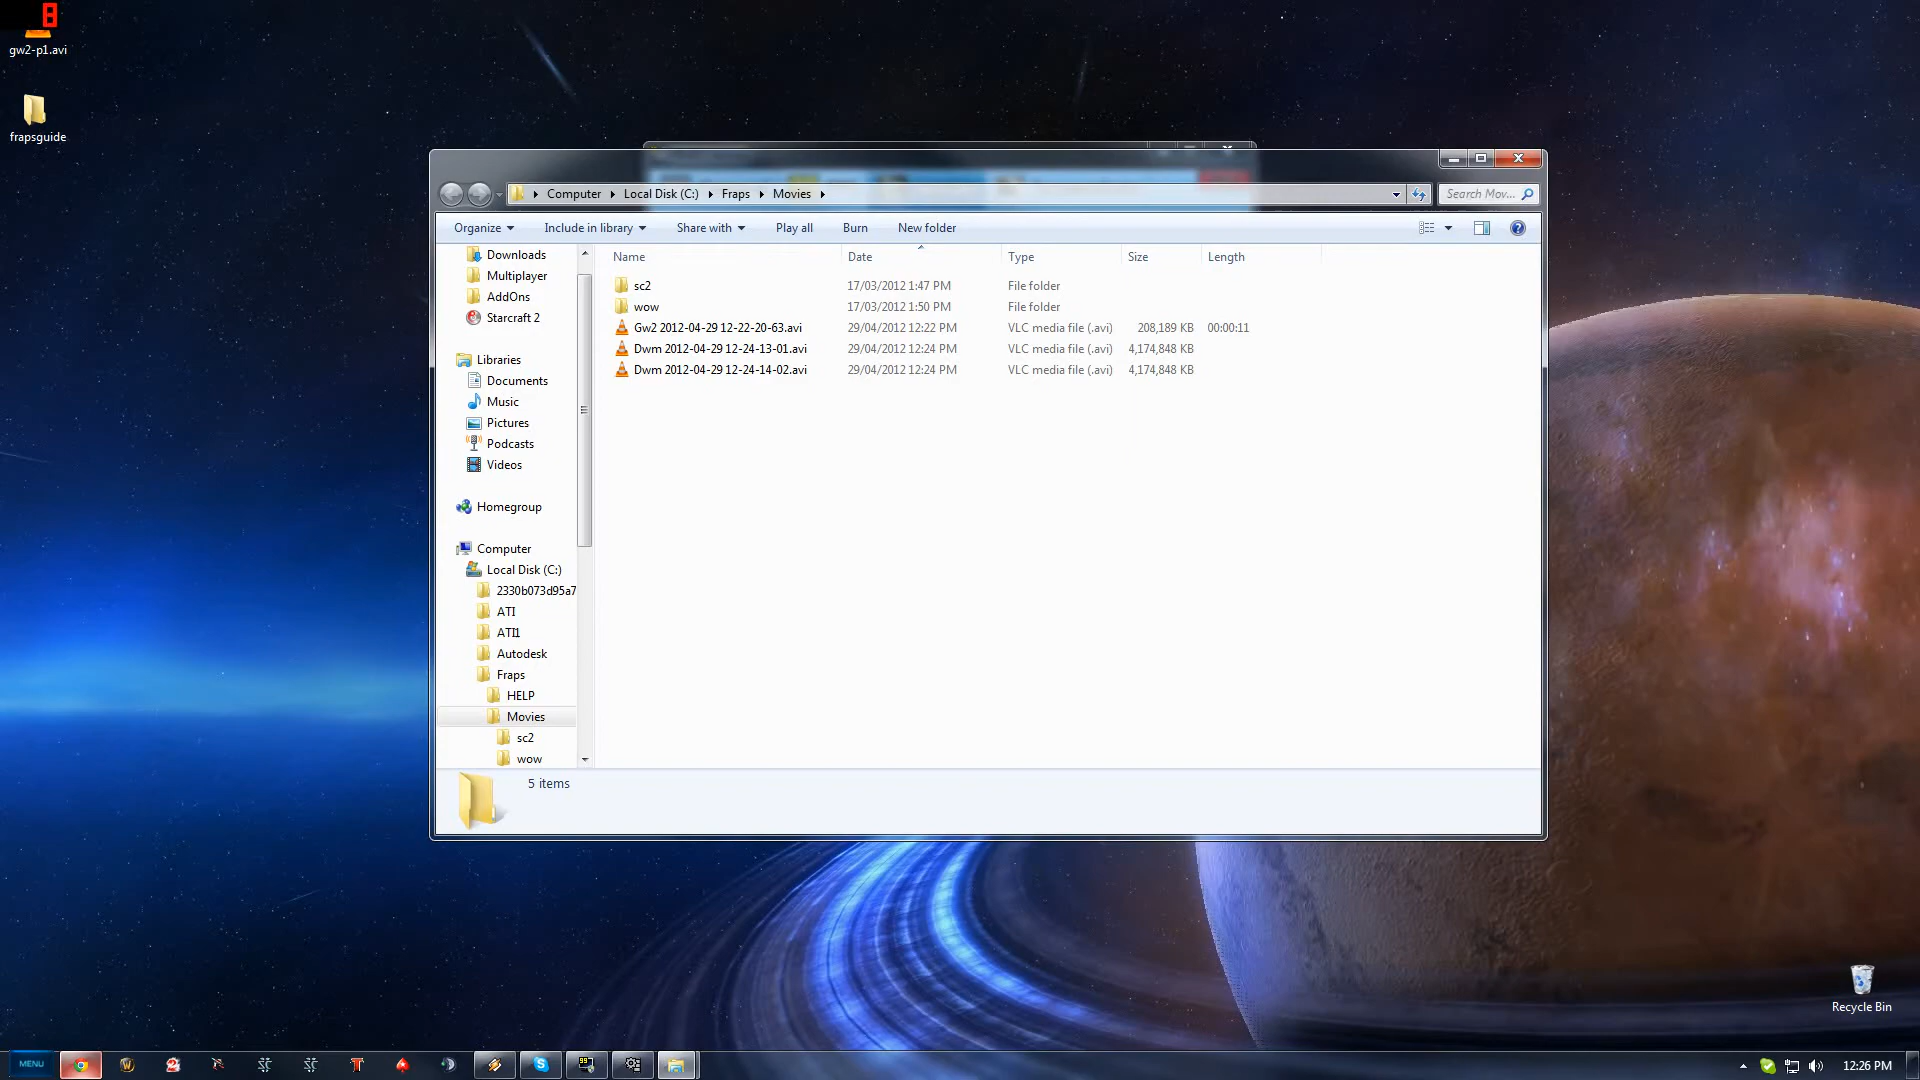 8
gw2-p1.avi
frapsguide
Computer Local Disk (C:) Fraps Movies
Search Mov...
Organize Include in library Share with Play all Burn New folder
Name Date Type Size Length
Downloads
Multiplayer
AddOns
Starcraft 2
Libraries
Documents
Music
Pictures
Podcasts
Videos
Homegroup
Computer
Local Disk (C:)
2330b073d95a7
ATI
ATI1
Autodesk
Fraps
HELP
Movies
sc2
wow
sc2 17/03/2012 1:47 PM File folder
wow 17/03/2012 1:50 PM File folder
Gw2 2012-04-29 12-22-20-63.avi 29/04/2012 12:22 PM VLC media file (.avi) 208,189 KB 00:00:11
Dwm 2012-04-29 12-24-13-01.avi 29/04/2012 12:24 PM VLC media file (.avi) 4,174,848 KB
Dwm 2012-04-29 12-24-14-02.avi 29/04/2012 12:24 PM VLC media file (.avi) 4,174,848 KB
5 items
Recycle Bin
MENU
99
12:26 PM